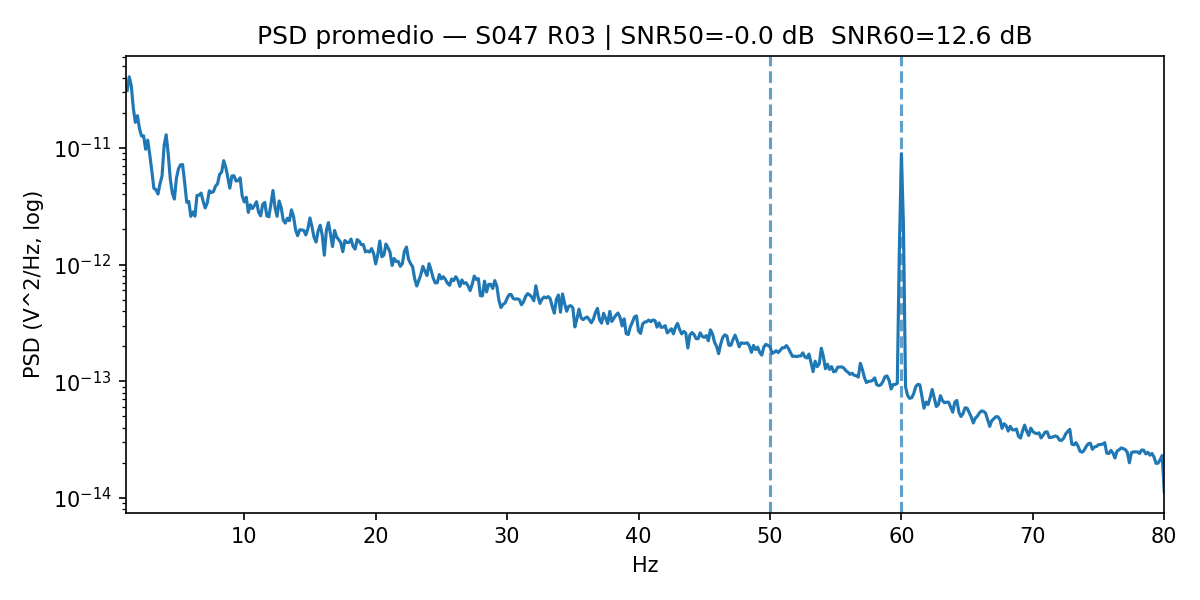 PSD promedio — S047 R03 | SNR50=-0.0 dB  SNR60=12.6 dB
PSD (V^2/Hz, log)
10⁻¹¹
10⁻¹²
10⁻¹³
10⁻¹⁴
10 20 30 40 50 60 70 80
Hz